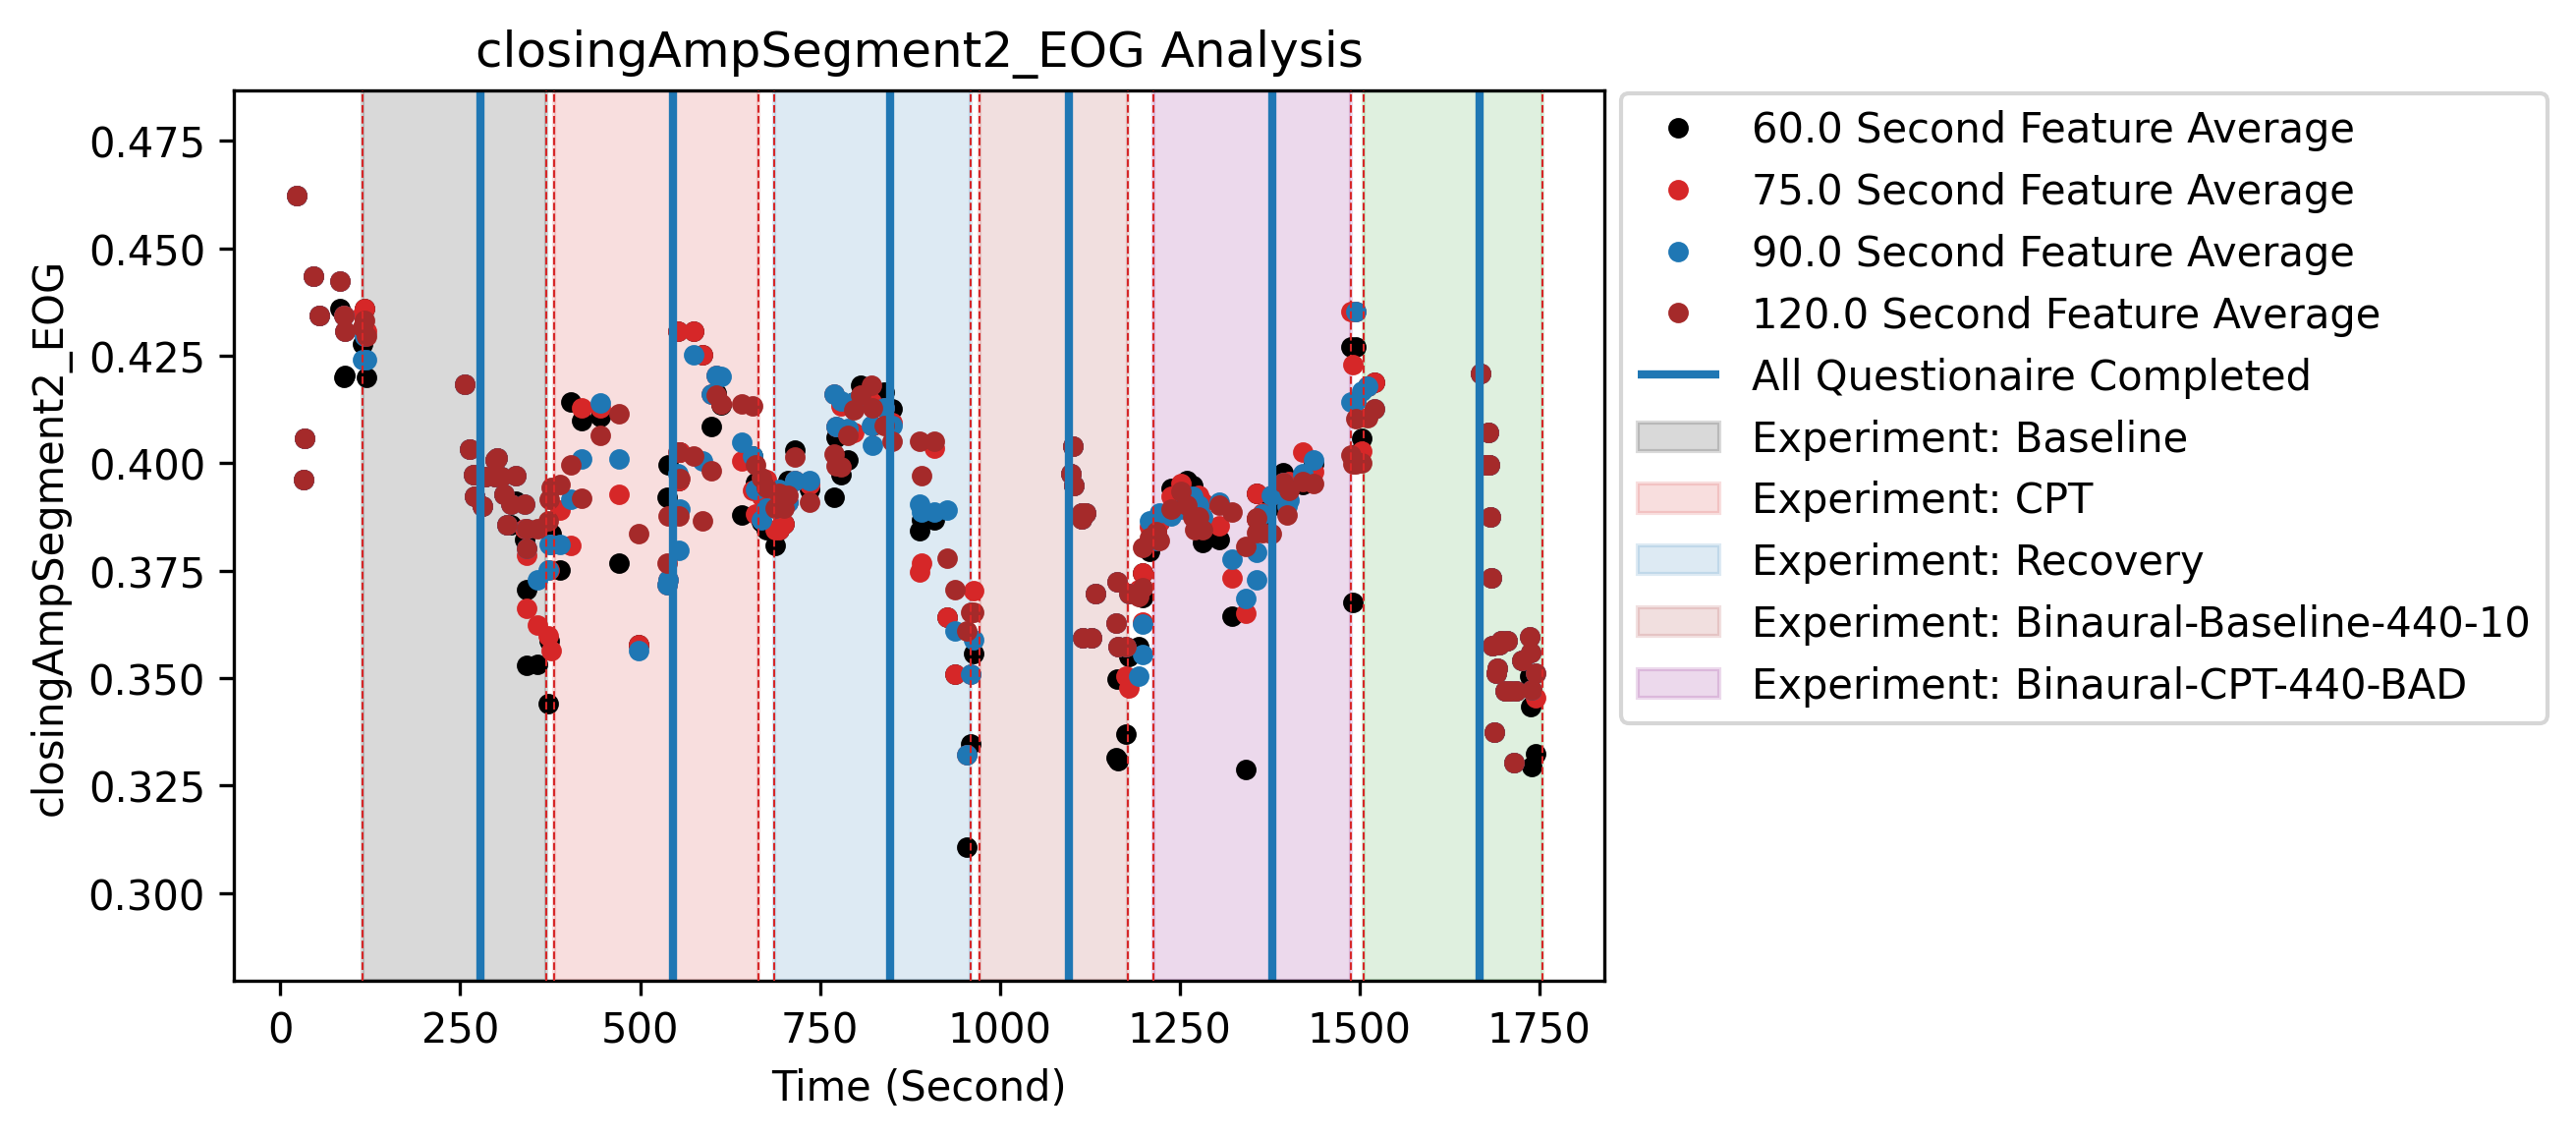 closingAmpSegment2_EOG Analysis
closingAmpSegment2_EOG
0.475
0.450
0.425
0.400
0.375
0.350
0.325
0.300
0 250 500 750 1000 1250 1500 1750
Time (Second)
60.0 Second Feature Average
75.0 Second Feature Average
90.0 Second Feature Average
120.0 Second Feature Average
All Questionaire Completed
Experiment: Baseline
Experiment: CPT
Experiment: Recovery
Experiment: Binaural-Baseline-440-10
Experiment: Binaural-CPT-440-BAD